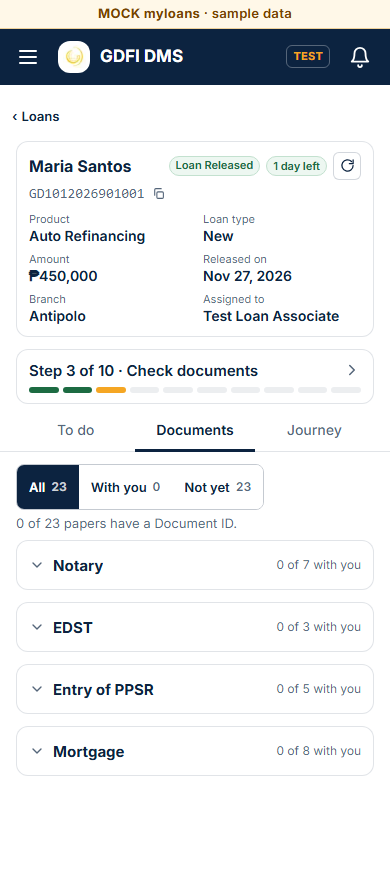 MOCK myloans · sample data
GDFI DMS
TEST
‹ Loans
Maria Santos
Loan Released
1 day left
GD1012026901001
Product
Loan type
Auto Refinancing
New
Amount
Released on
₱450,000
Nov 27, 2026
Branch
Assigned to
Antipolo
Test Loan Associate
Step 3 of 10 · Check documents
To do
Documents
Journey
All 23
With you 0
Not yet 23
0 of 23 papers have a Document ID.
Notary
0 of 7 with you
EDST
0 of 3 with you
Entry of PPSR
0 of 5 with you
Mortgage
0 of 8 with you